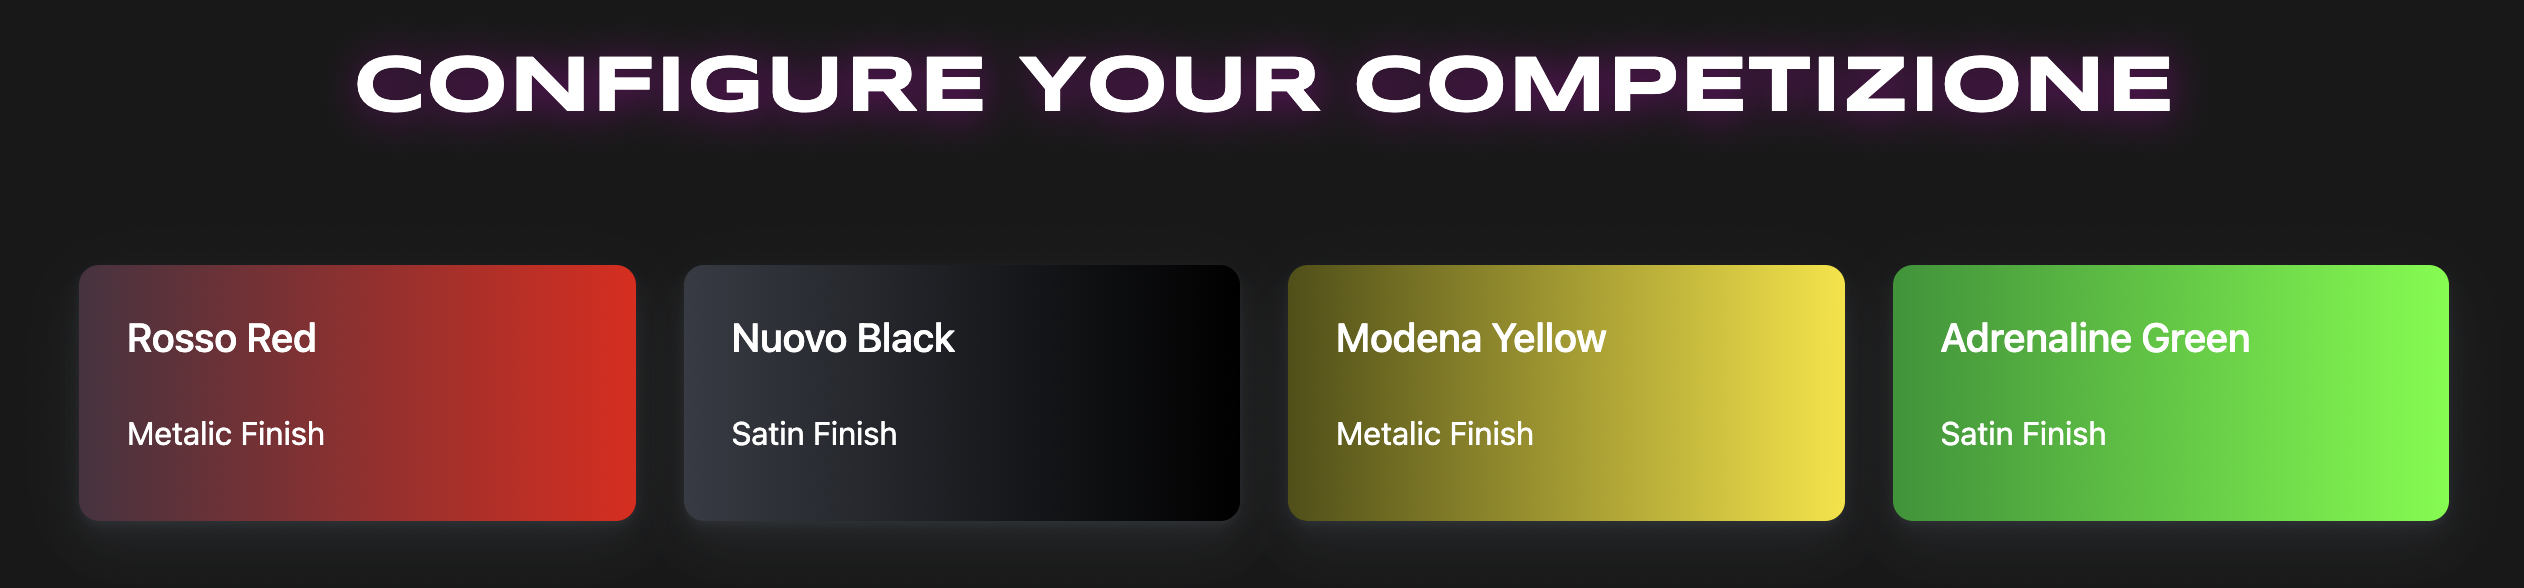 CONFIGURE YOUR COMPETIZIONE
Rosso Red
Metalic Finish
Nuovo Black
Satin Finish
Modena Yellow
Metalic Finish
Adrenaline Green
Satin Finish